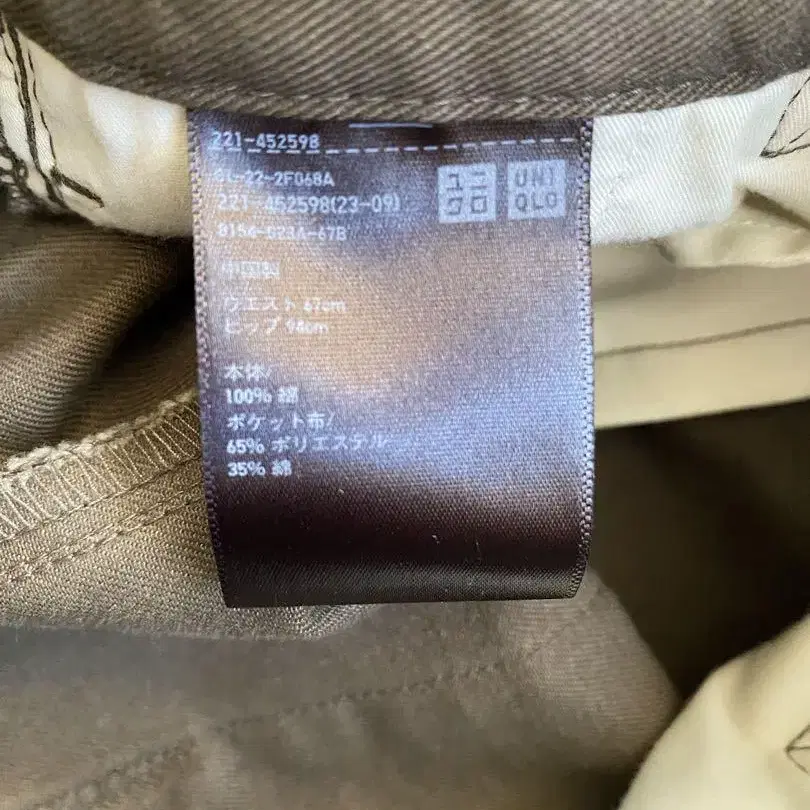 221-452598
221-452598(23-09)
ユニ
クロ
UNI
QLO
ウエスト 67cm
ヒップ 94cm
本体/
100% 綿
ポケット布/
65% ポリエステル
35% 綿